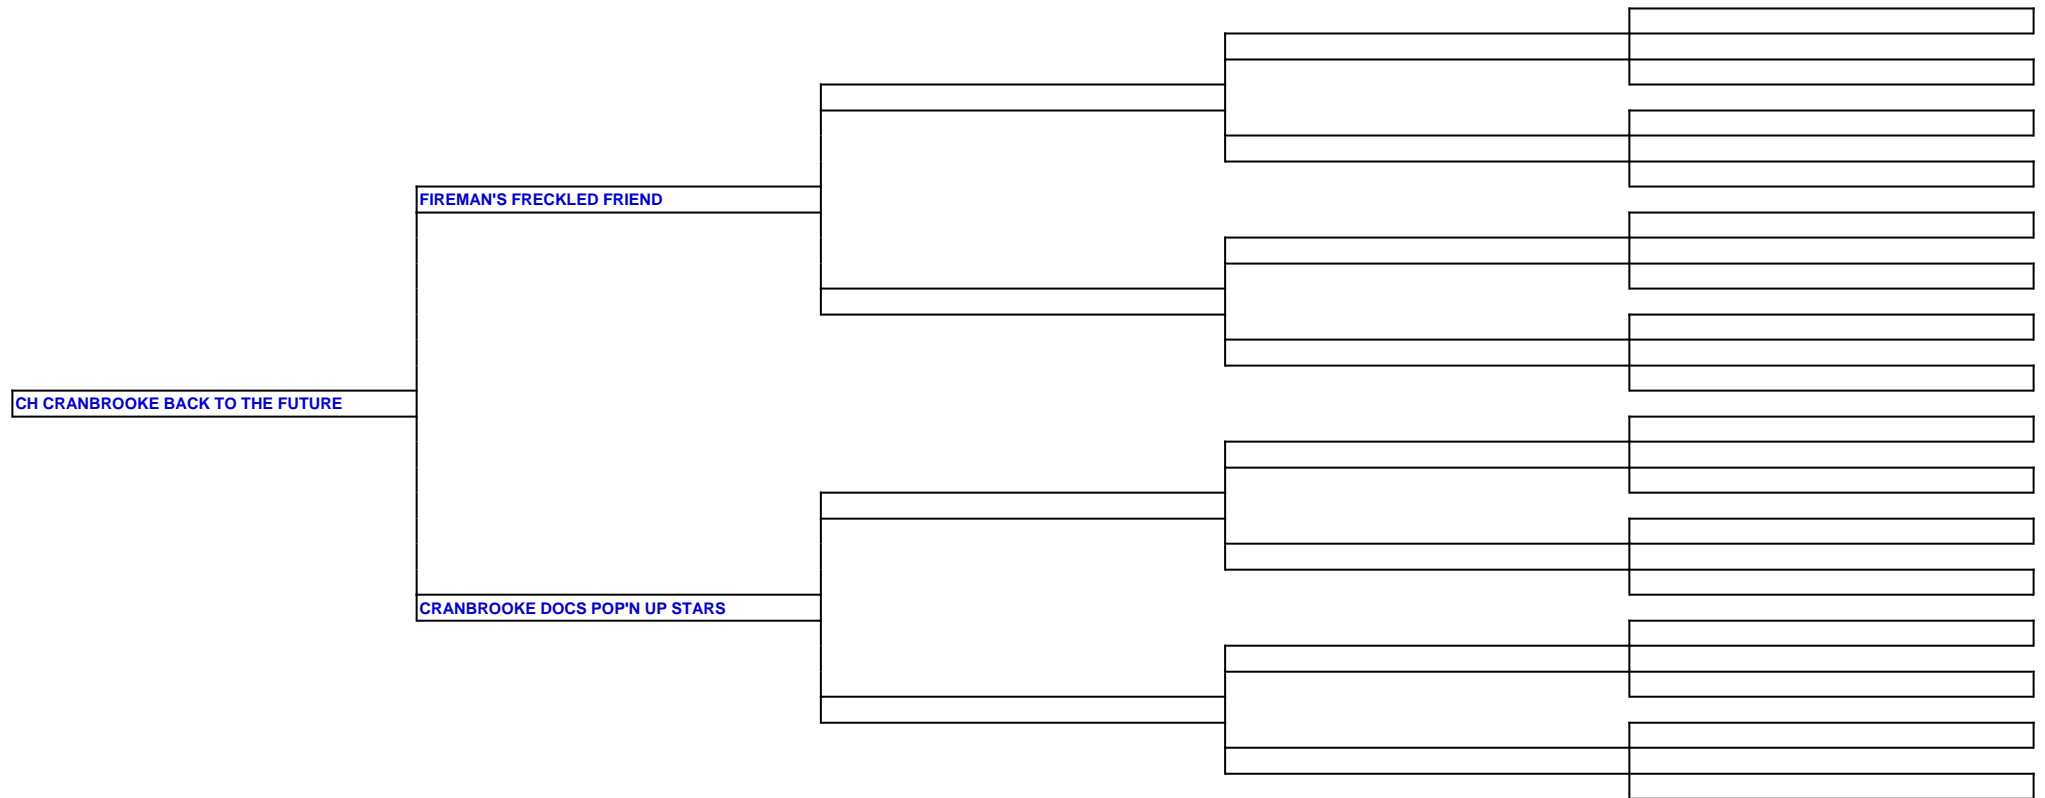 FIREMAN'S FRECKLED FRIEND
CH CRANBROOKE BACK TO THE FUTURE
CRANBROOKE DOCS POP'N UP STARS